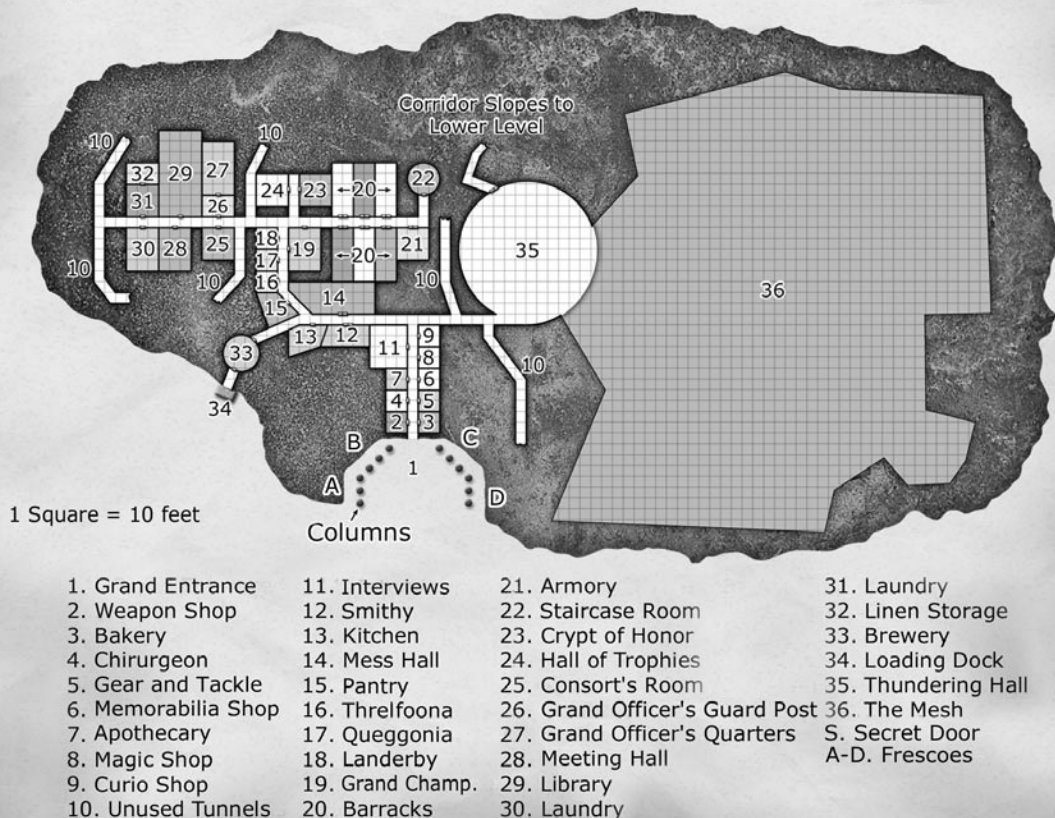 Corridor Slopes to
Lower Level
10
10
32
29
27
24
23
20
22
31
26
18
19
30
28
25
17
20
21
35
10
10
16
10
14
36
15
13
12
11
9
8
10
33
7
6
34
4
5
2
3
B
C
1
A
D
1 Square = 10 feet
Columns
1. Grand Entrance
2. Weapon Shop
3. Bakery
4. Chirurgeon
5. Gear and Tackle
6. Memorabilia Shop
7. Apothecary
8. Magic Shop
9. Curio Shop
10. Unused Tunnels
11. Interviews
12. Smithy
13. Kitchen
14. Mess Hall
15. Pantry
16. Threlfoona
17. Queggonia
18. Landerby
19. Grand Champ.
20. Barracks
21. Armory
22. Staircase Room
23. Crypt of Honor
24. Hall of Trophies
25. Consort's Room
26. Grand Officer's Guard Post
27. Grand Officer's Quarters
28. Meeting Hall
29. Library
30. Laundry
31. Laundry
32. Linen Storage
33. Brewery
34. Loading Dock
35. Thundering Hall
36. The Mesh
S. Secret Door
A-D. Frescoes